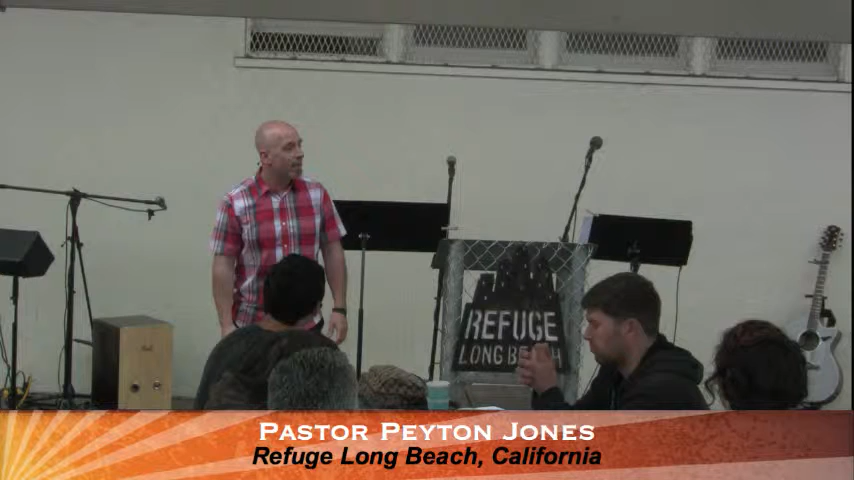 REFUGE
LONG BEACH
PASTOR PEYTON JONES
Refuge Long Beach, California